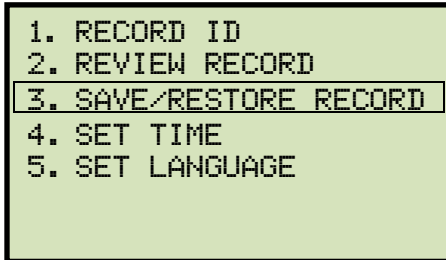 1. RECORD ID
2. REVIEW RECORD
3. SAVE/RESTORE RECORD
4. SET TIME
5. SET LANGUAGE